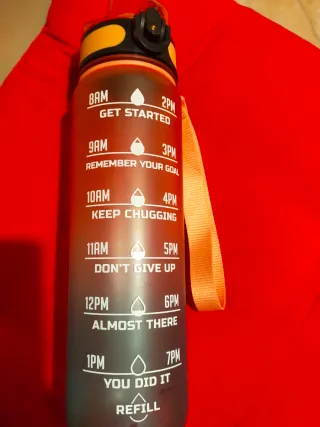 8AM 2PM
GET STARTED
9AM 3PM
REMEMBER YOUR GOAL
10AM 4PM
KEEP CHUGGING
11AM 5PM
DON'T GIVE UP
12PM 6PM
ALMOST THERE
1PM 7PM
YOU DID IT
REFILL